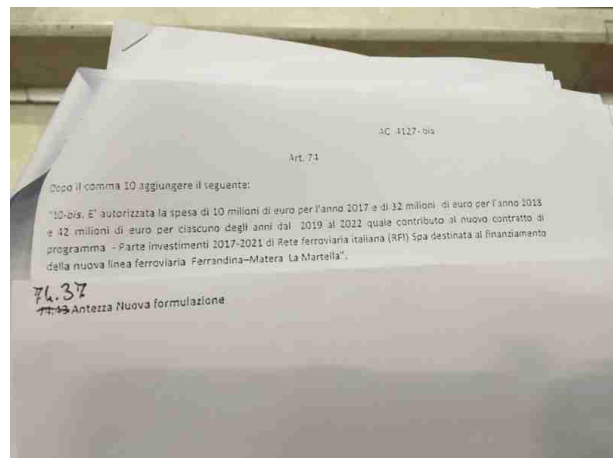 AC 4127- bis
Art. 74
Dopo il comma 10 aggiungere il seguente:
"10-bis. E' autorizzata la spesa di 10 milioni di euro per l'anno 2017 e di 32 milioni di euro per l'anno 2018
e 42 milioni di euro per ciascuno degli anni dal 2019 al 2022 quale contributo al nuovo contratto di
programma - Parte investimenti 2017-2021 di Rete ferroviaria italiana (RFI) Spa destinata al finanziamento
della nuova linea ferroviaria Ferrandina–Matera La Martella".
74.37
Antezza Nuova formulazione